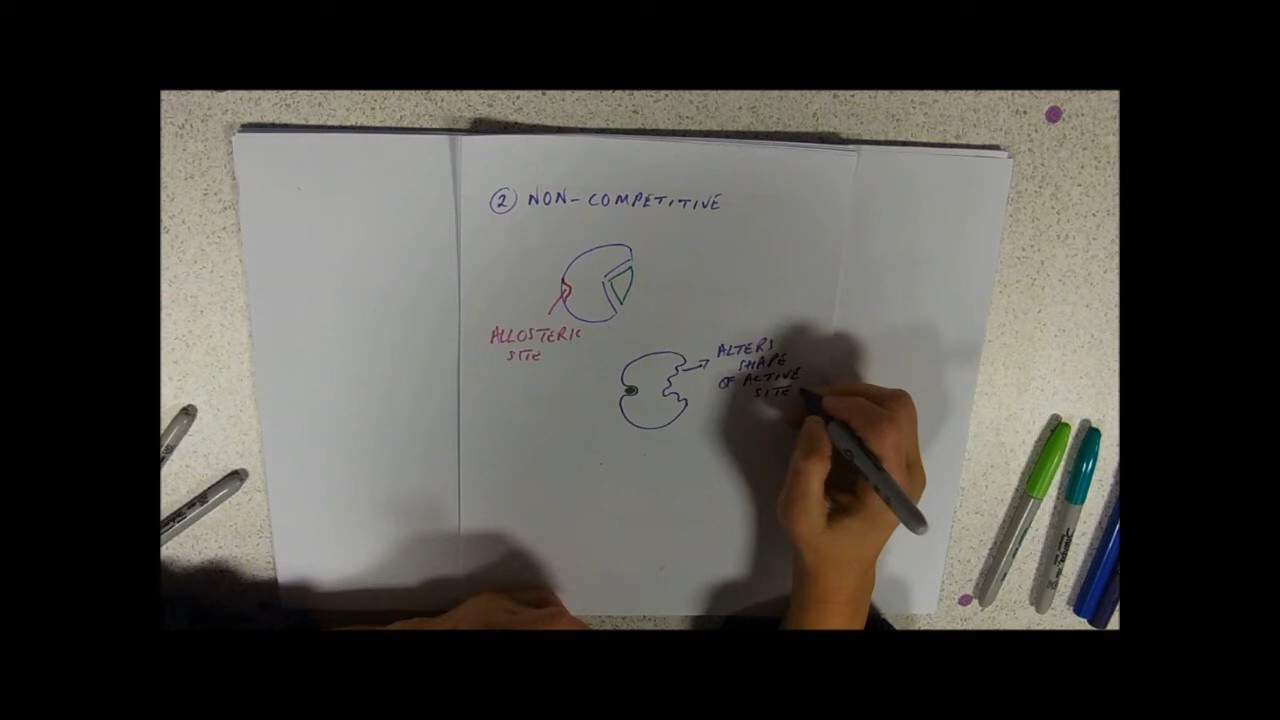 ② NON-COMPETITIVE
ALLOSTERIC
SITE
ALTERS
SHAPE
OF ACTIVE
SITE